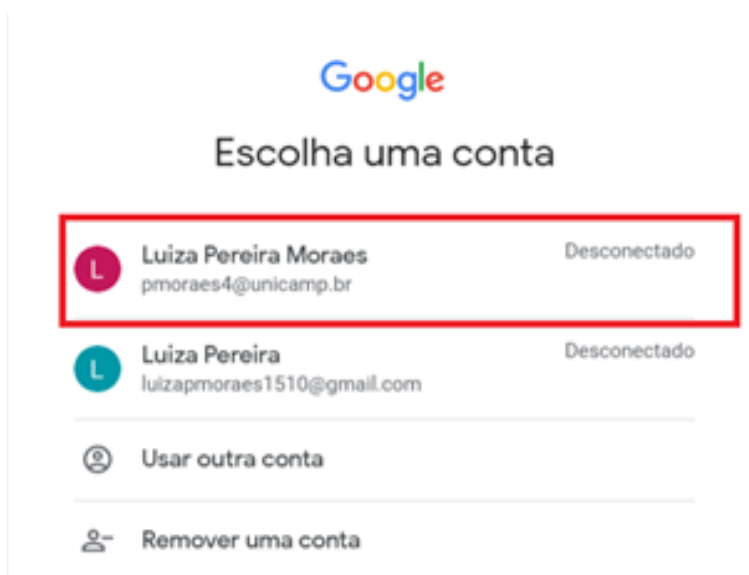 Google
Escolha uma conta
L
Luiza Pereira Moraes
Desconectado
pmoraes4@unicamp.br
L
Luiza Pereira
Desconectado
luizapmoraes1510@gmail.com
Usar outra conta
Remover uma conta